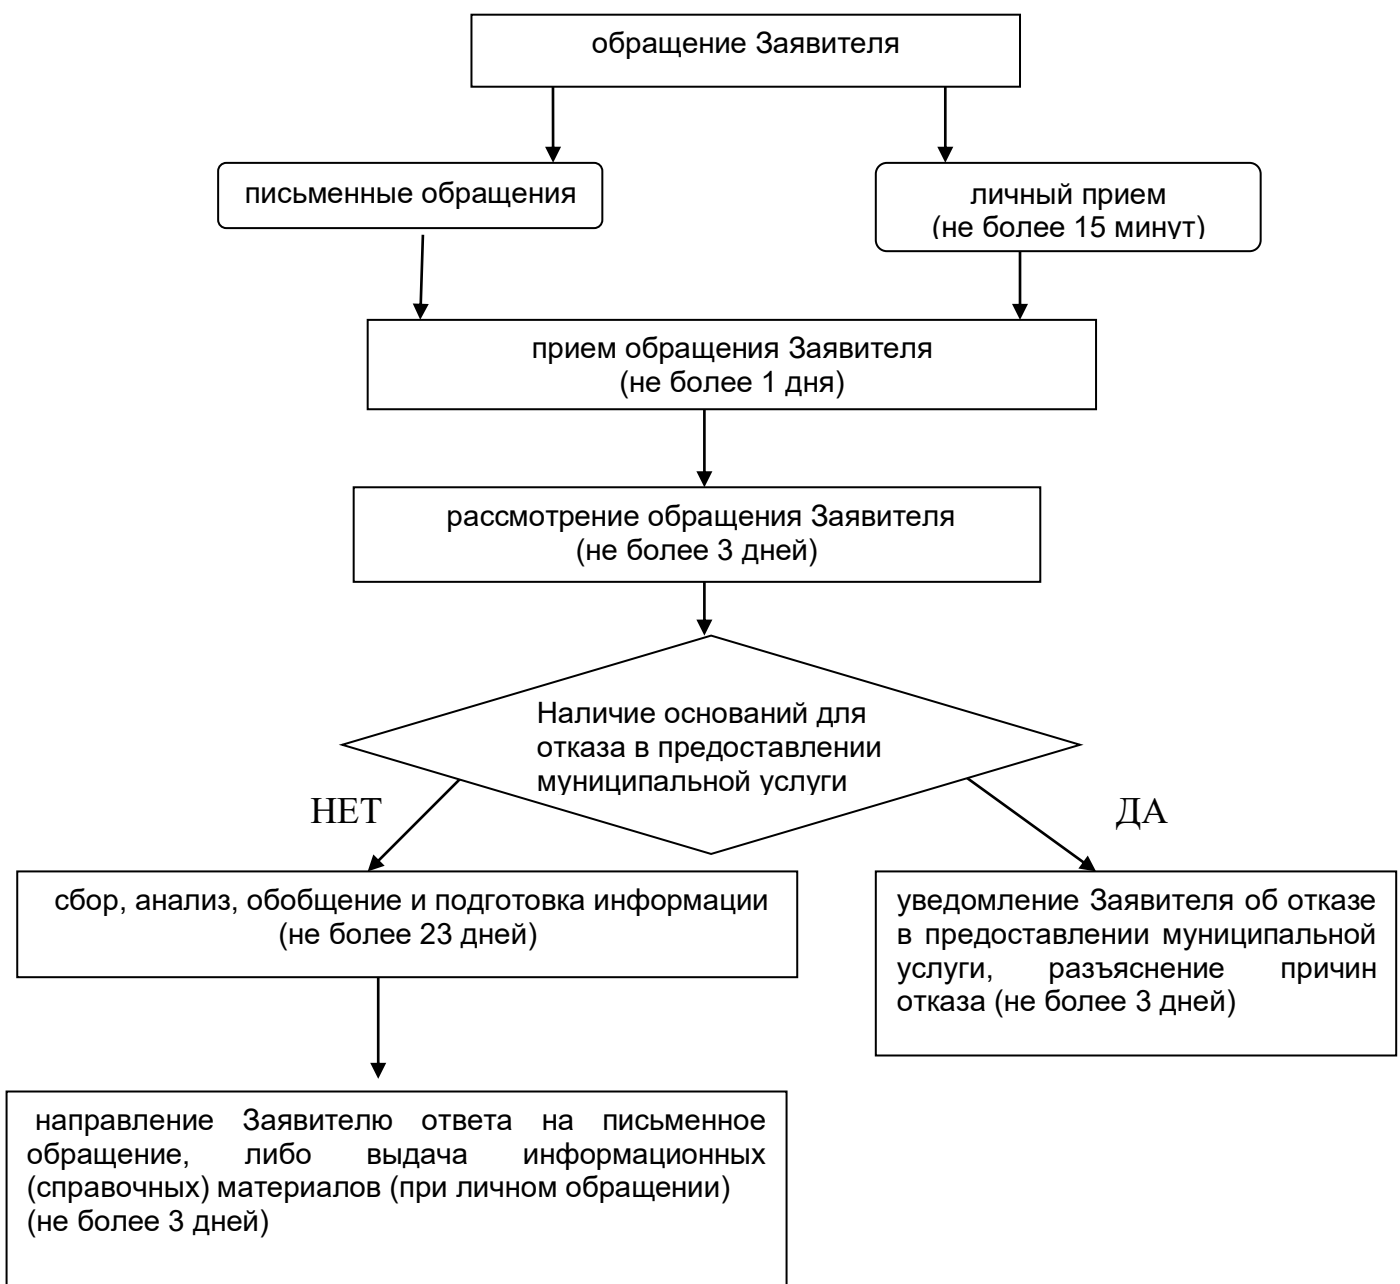 обращение Заявителя
письменные обращения
личный прием
(не более 15 минут)
прием обращения Заявителя
(не более 1 дня)
рассмотрение обращения Заявителя
(не более 3 дней)
Наличие оснований для
отказа в предоставлении
муниципальной услуги
НЕТ
ДА
сбор, анализ, обобщение и подготовка информации
(не более 23 дней)
уведомление Заявителя об отказе
в предоставлении муниципальной
услуги, разъяснение причин
отказа (не более 3 дней)
направление Заявителю ответа на письменное
обращение, либо выдача информационных
(справочных) материалов (при личном обращении)
(не более 3 дней)